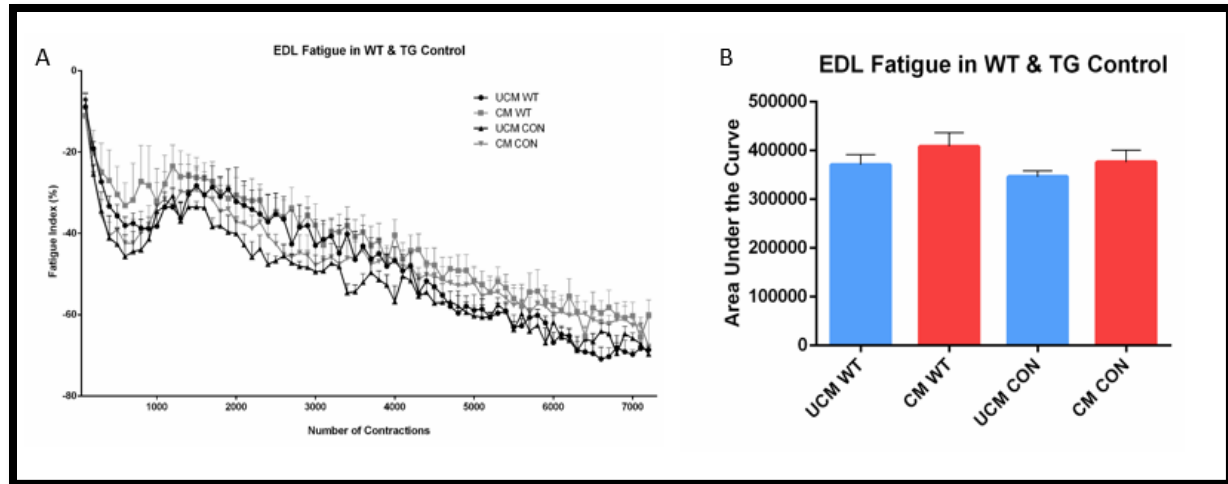 A
EDL Fatigue in WT & TG Control
UCM WT
CM WT
UCM CON
CM CON
Fatigue Index (%)
0
-20
-40
-60
-80
1000 2000 3000 4000 5000 6000 7000
Number of Contractions
B
EDL Fatigue in WT & TG Control
Area Under the Curve
500000
400000
300000
200000
100000
0
UCM WT
CM WT
UCM CON
CM CON